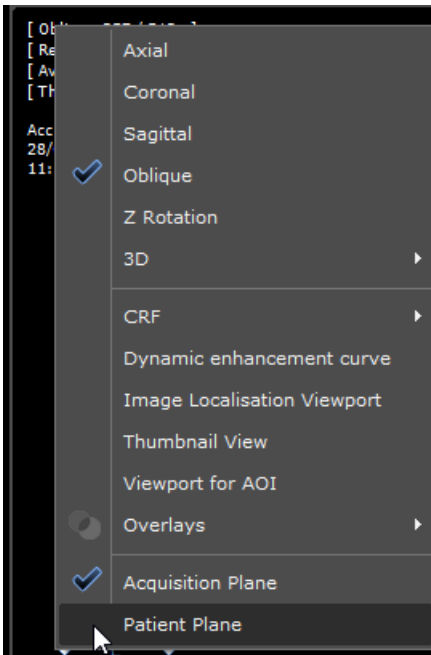 Axial
Coronal
Sagittal
Oblique
Z Rotation
3D
CRF
Dynamic enhancement curve
Image Localisation Viewport
Thumbnail View
Viewport for AOI
Overlays
Acquisition Plane
Patient Plane